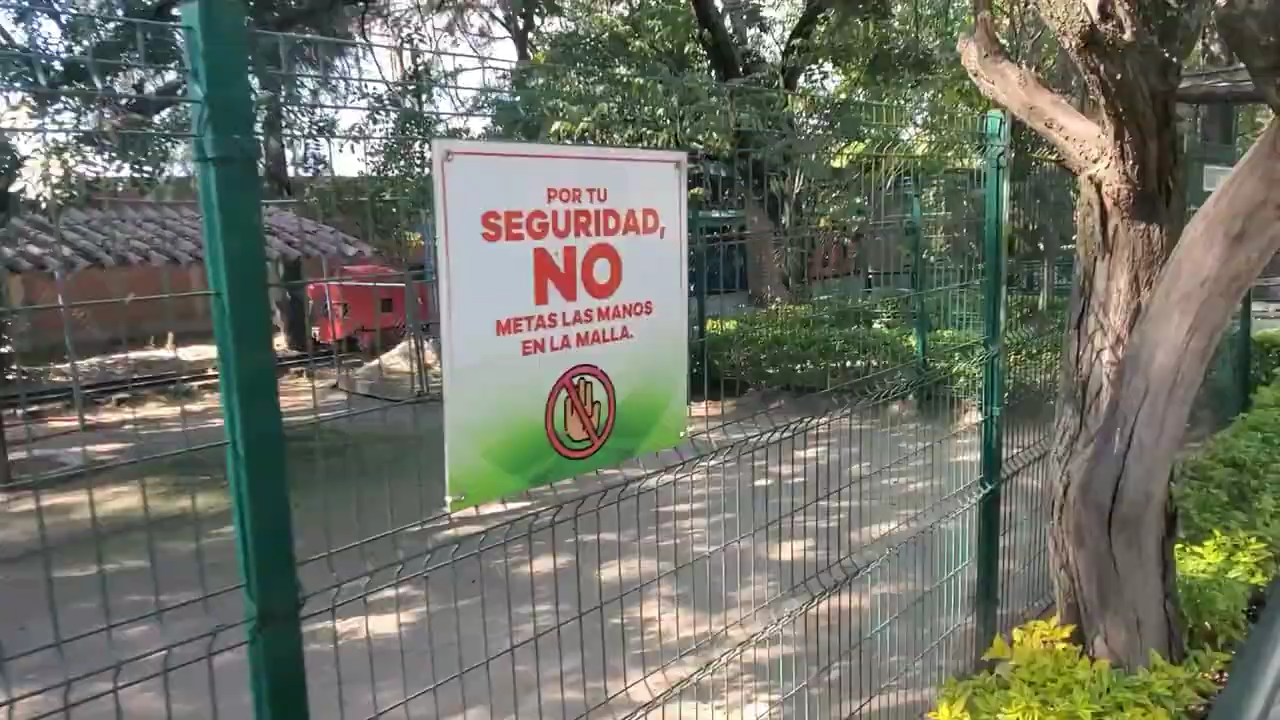 POR TU
SEGURIDAD,
NO
METAS LAS MANOS
EN LA MALLA.